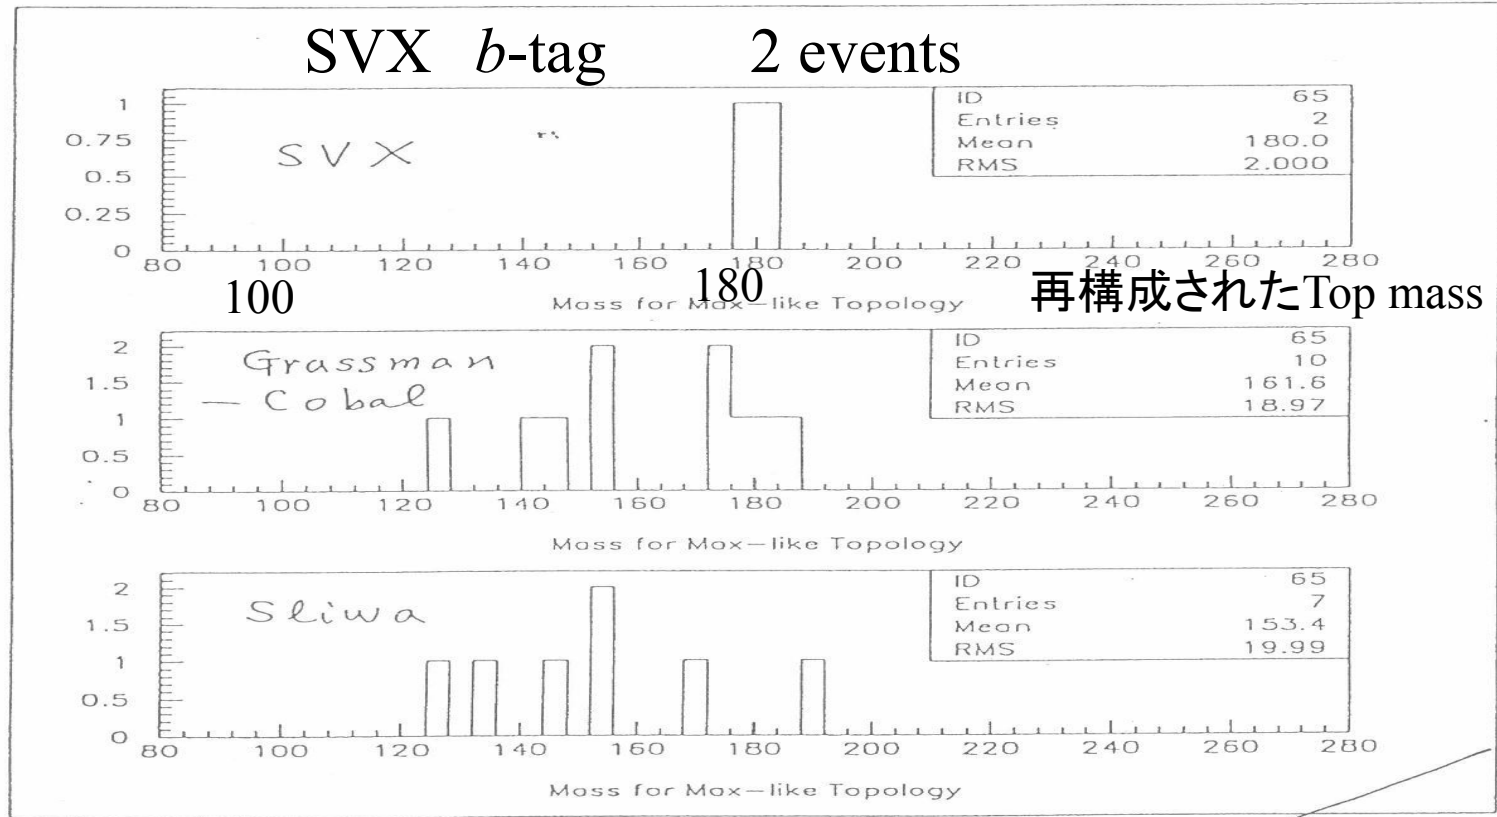 SVX b-tag 2 events
SVX
ID 65
Entries 2
Mean 180.0
RMS 2.000
1
0.75
0.5
0.25
0
80 100 120 140 160 180 200 220 240 260 280
100 180 再構成されたTop mass
Mass for Max-like Topology
Grassman
- Cobal
ID 65
Entries 10
Mean 161.6
RMS 18.97
2
1.5
1
0.5
0
80 100 120 140 160 180 200 220 240 260 280
Mass for Max-like Topology
Sliwa
ID 65
Entries 7
Mean 153.4
RMS 19.99
2
1.5
1
0.5
0
80 100 120 140 160 180 200 220 240 260 280
Mass for Max-like Topology